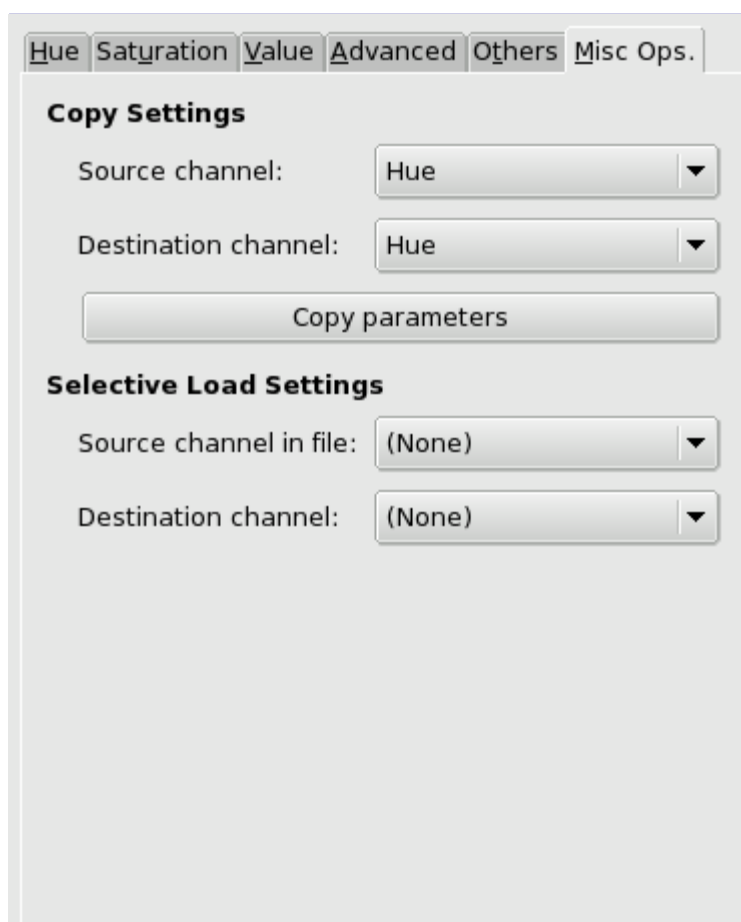 Hue Saturation Value Advanced Others Misc Ops.
Copy Settings
Source channel: Hue
Destination channel: Hue
Copy parameters
Selective Load Settings
Source channel in file: (None)
Destination channel: (None)